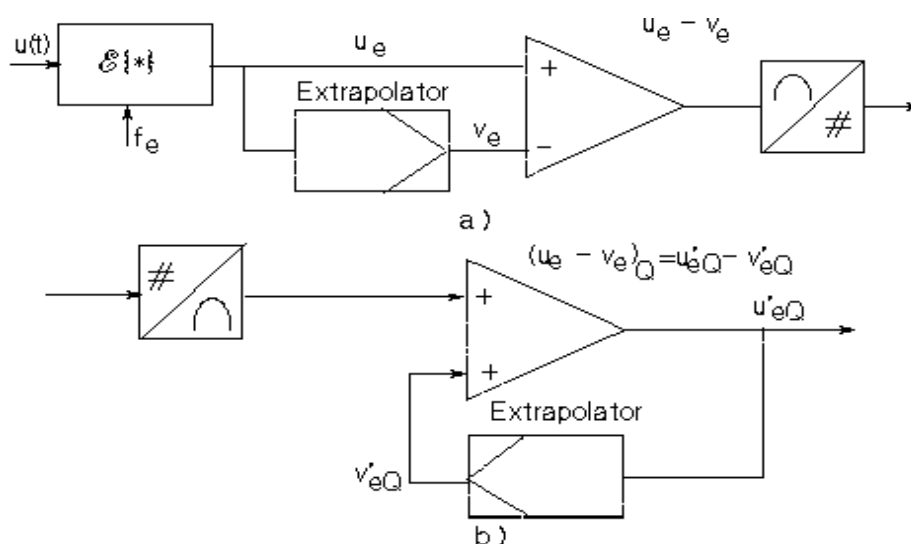 u(t)
ℰ{*}
f_e
u_e
Extrapolator
v_e
+
−
u_e − v_e
#
a)
#
(u_e − v_e)_Q = u'_eQ − v'_eQ
+
+
u'_eQ
Extrapolator
v'_eQ
b)